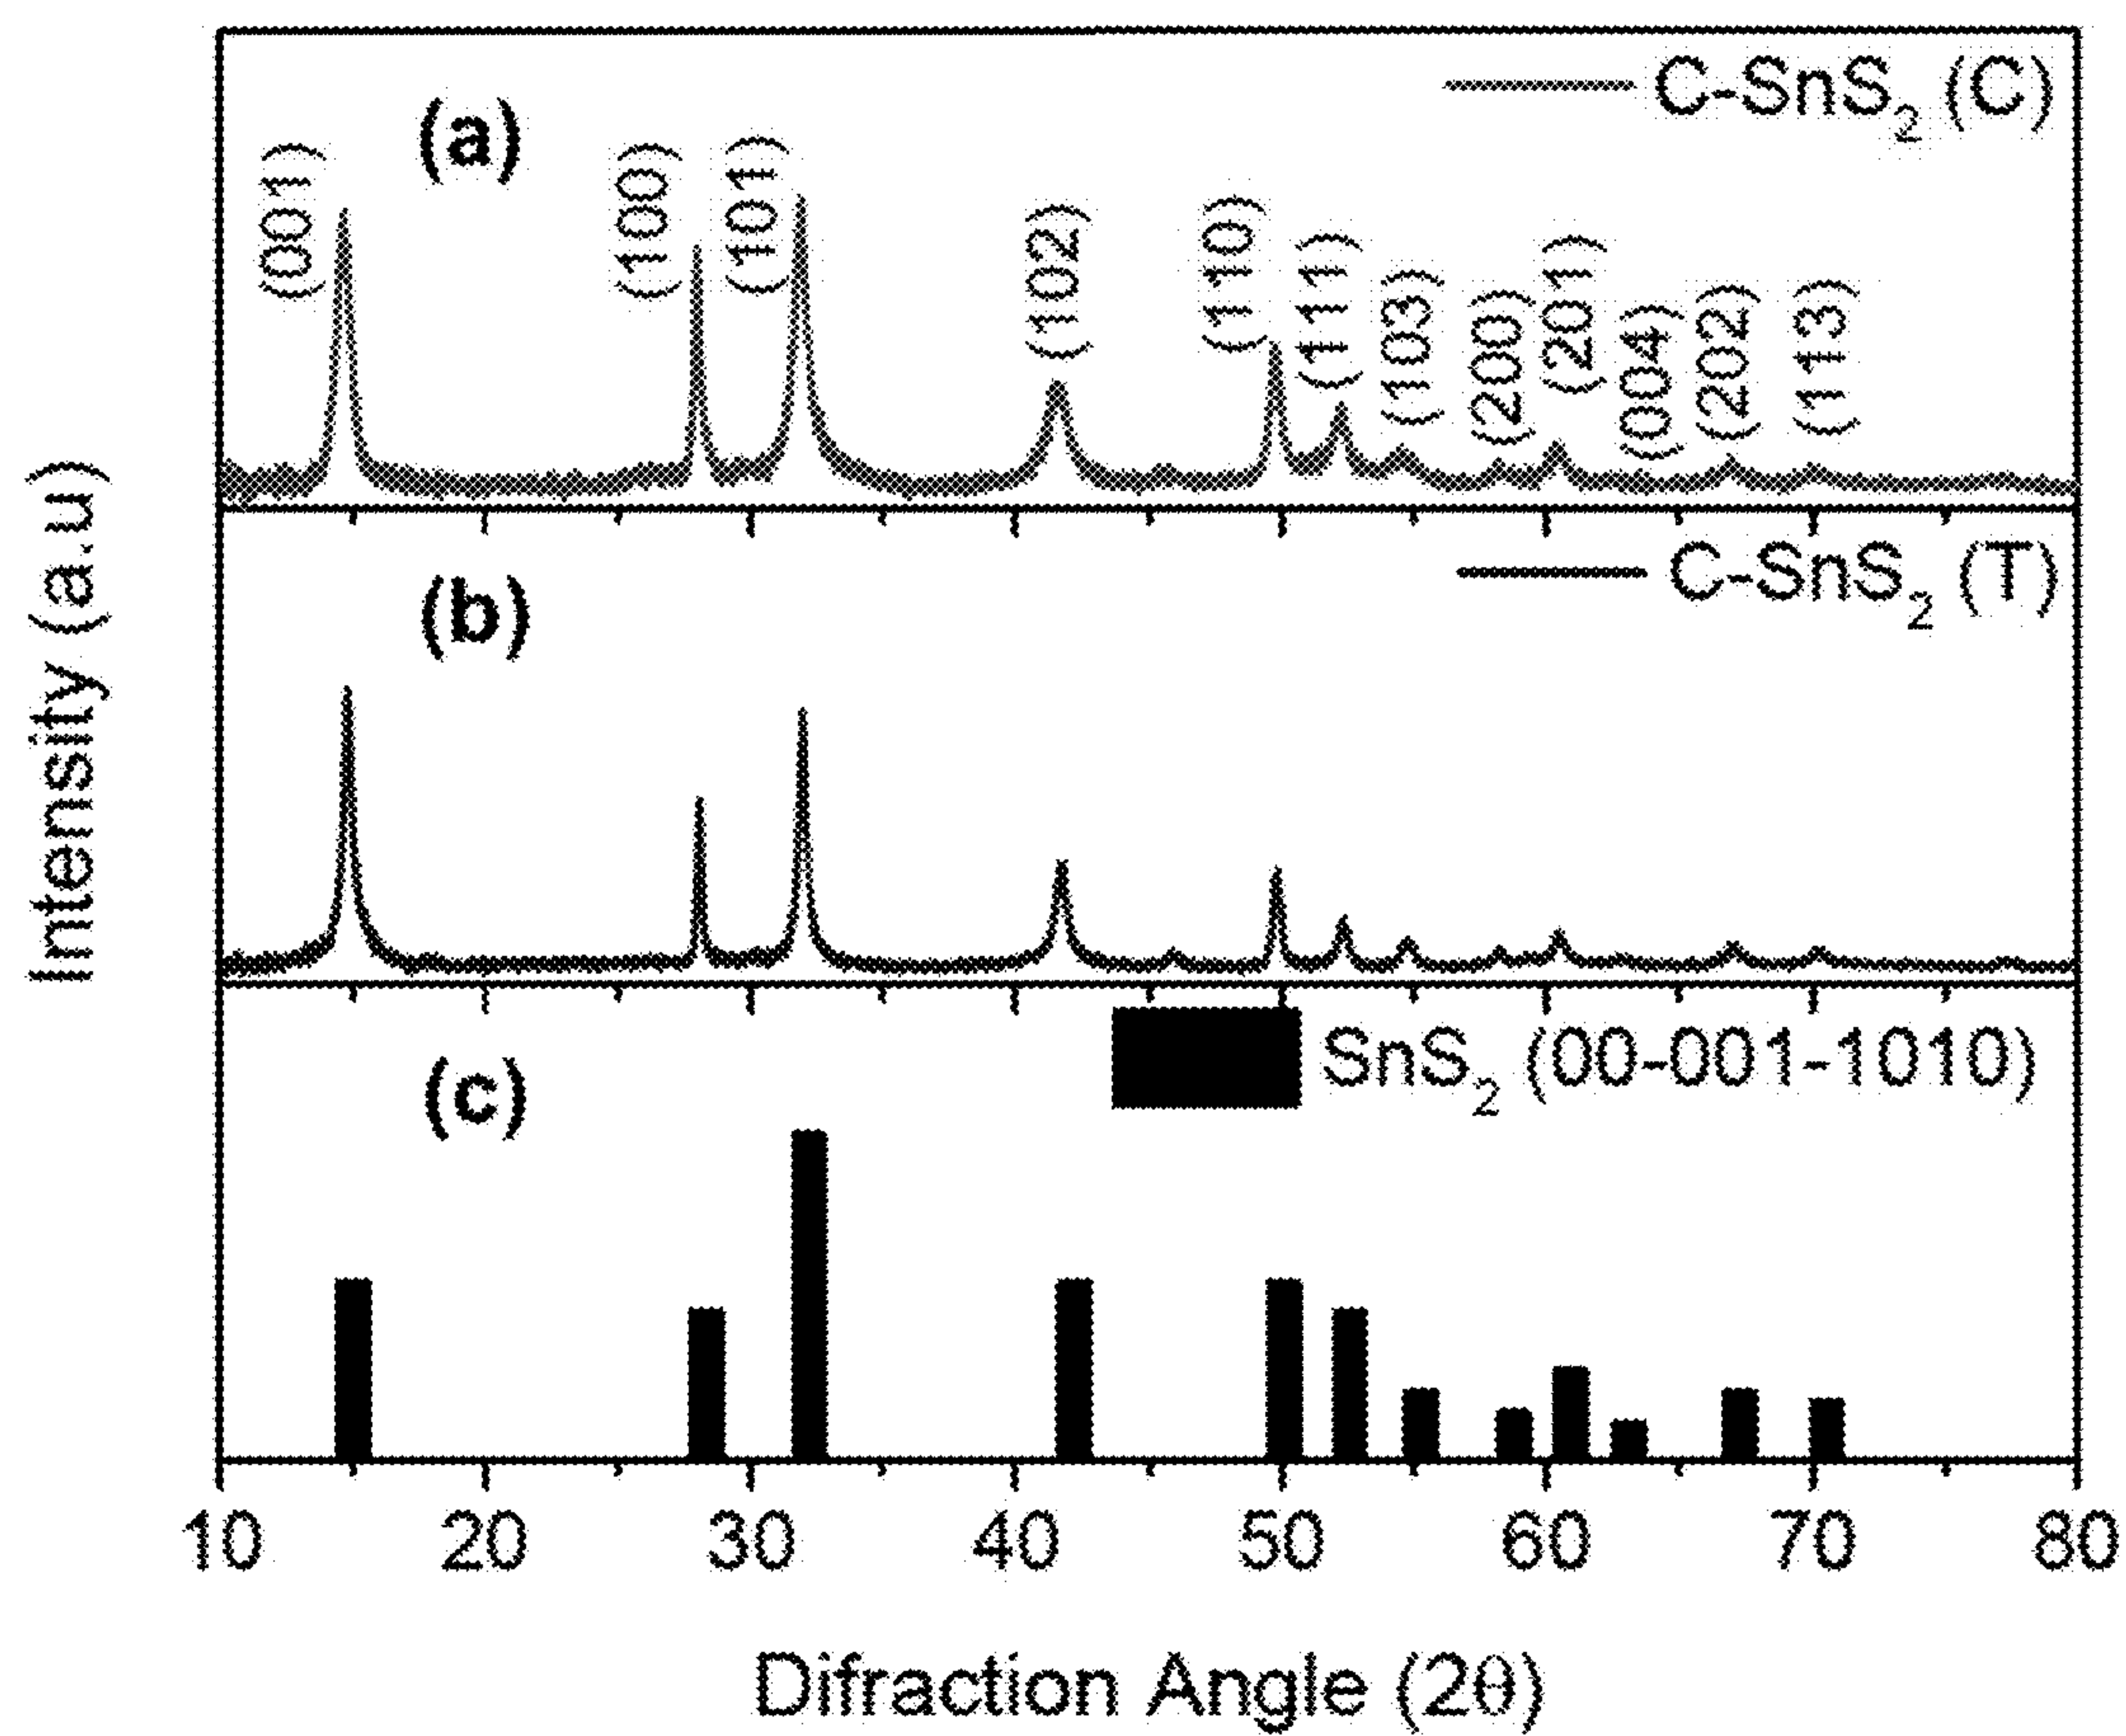 C-SnS2 (C)
(a)
(001)
(100)
(101)
(102)
(110)
(111)
(103)
(200)
(201)
(004)
(202)
(113)
C-SnS2 (T)
(b)
SnS2 (00-001-1010)
(c)
Intensity (a.u)
10 20 30 40 50 60 70 80
Difraction Angle (2θ)